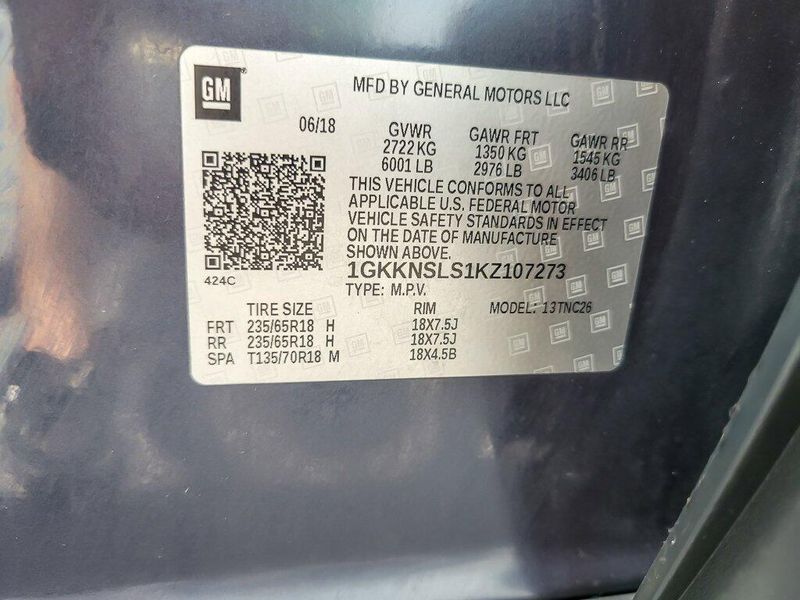 GM
MFD BY GENERAL MOTORS LLC
06/18
GVWR GAWR FRT GAWR RR
2722 KG 1350 KG 1545 KG
6001 LB 2976 LB 3406 LB
THIS VEHICLE CONFORMS TO ALL
APPLICABLE U.S. FEDERAL MOTOR
VEHICLE SAFETY STANDARDS IN EFFECT
ON THE DATE OF MANUFACTURE
SHOWN ABOVE.
424C
1GKKNSLS1KZ107273
TYPE: M.P.V. MODEL: 13TNC26
TIRE SIZE RIM
FRT 235/65R18 H 18X7.5J
RR 235/65R18 H 18X7.5J
SPA T135/70R18 M 18X4.5B